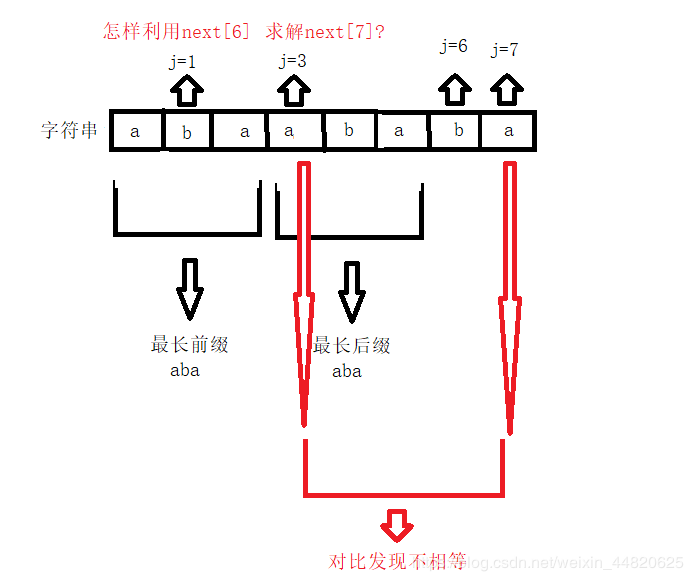 怎样利用next[6] 求解next[7]?
j=1 j=3 j=6 j=7
字符串 a b a a b a b a
最长前缀 最长后缀
aba aba
对比发现不相等
https://blog.csdn.net/weixin_44820625